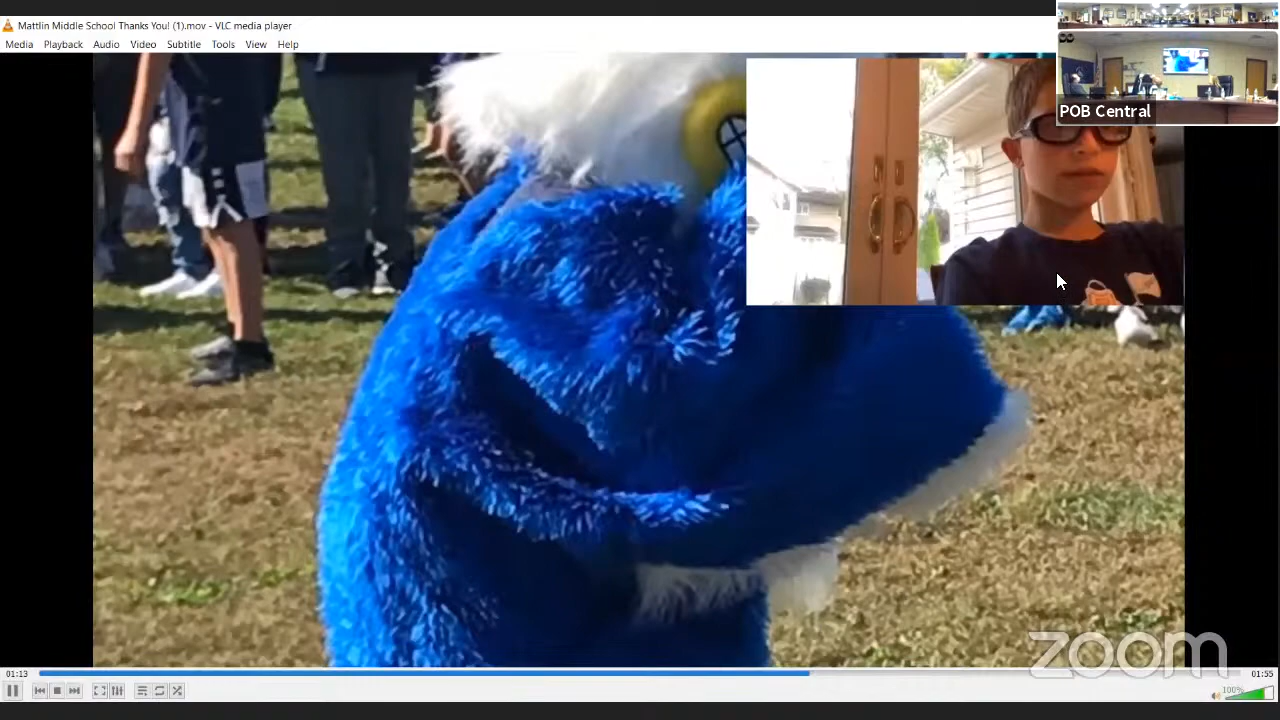 Mattlin Middle School Thanks You! (1).mov - VLC media player
Media Playback Audio Video Subtitle Tools View Help
POB Central
zoom
01:13
01:55
100%